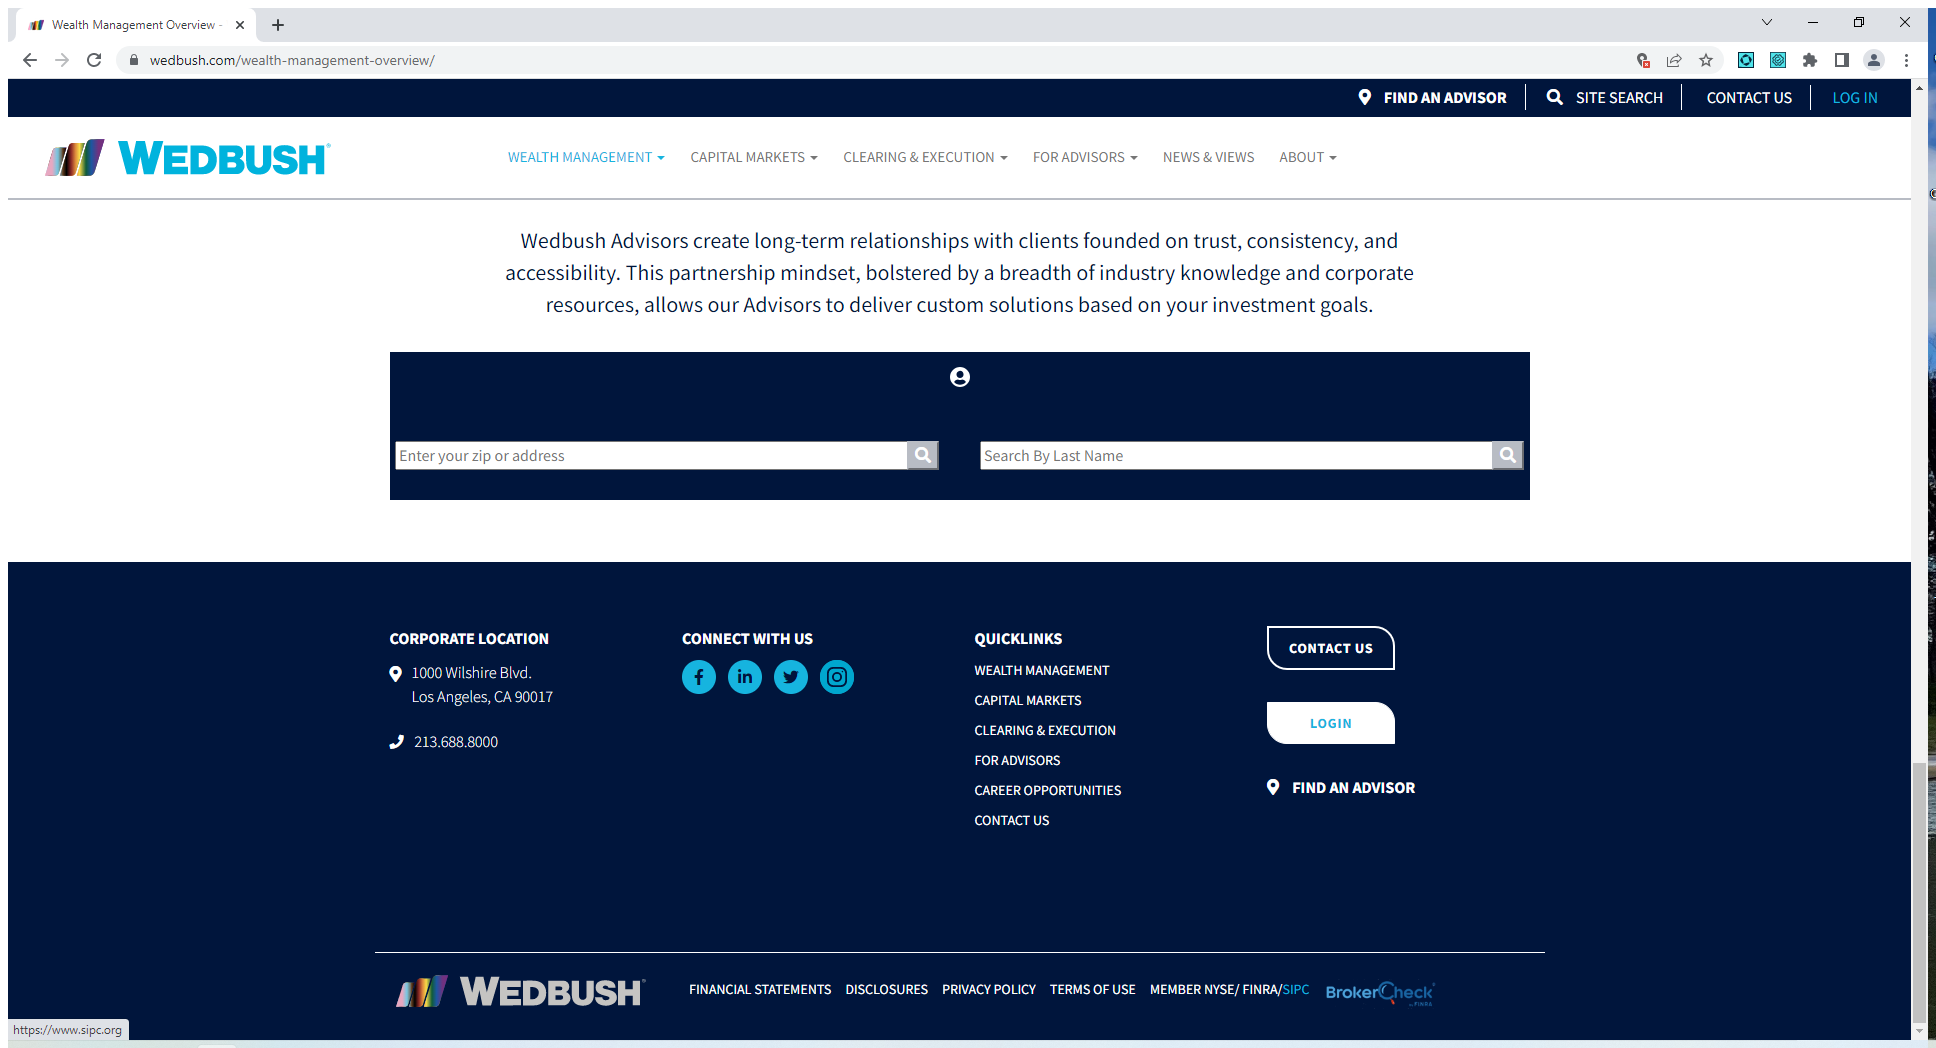 Wealth Management Overview -
wedbush.com/wealth-management-overview/
FIND AN ADVISOR
SITE SEARCH
CONTACT US
LOG IN
WEDBUSH
WEALTH MANAGEMENT
CAPITAL MARKETS
CLEARING & EXECUTION
FOR ADVISORS
NEWS & VIEWS
ABOUT
Wedbush Advisors create long-term relationships with clients founded on trust, consistency, and
accessibility. This partnership mindset, bolstered by a breadth of industry knowledge and corporate
resources, allows our Advisors to deliver custom solutions based on your investment goals.
Enter your zip or address
Search By Last Name
CORPORATE LOCATION
1000 Wilshire Blvd.
Los Angeles, CA 90017
213.688.8000
CONNECT WITH US
QUICKLINKS
WEALTH MANAGEMENT
CAPITAL MARKETS
CLEARING & EXECUTION
FOR ADVISORS
CAREER OPPORTUNITIES
CONTACT US
CONTACT US
LOGIN
FIND AN ADVISOR
WEDBUSH
FINANCIAL STATEMENTS
DISCLOSURES
PRIVACY POLICY
TERMS OF USE
MEMBER NYSE/ FINRA/SIPC
BrokerCheck
https://www.sipc.org